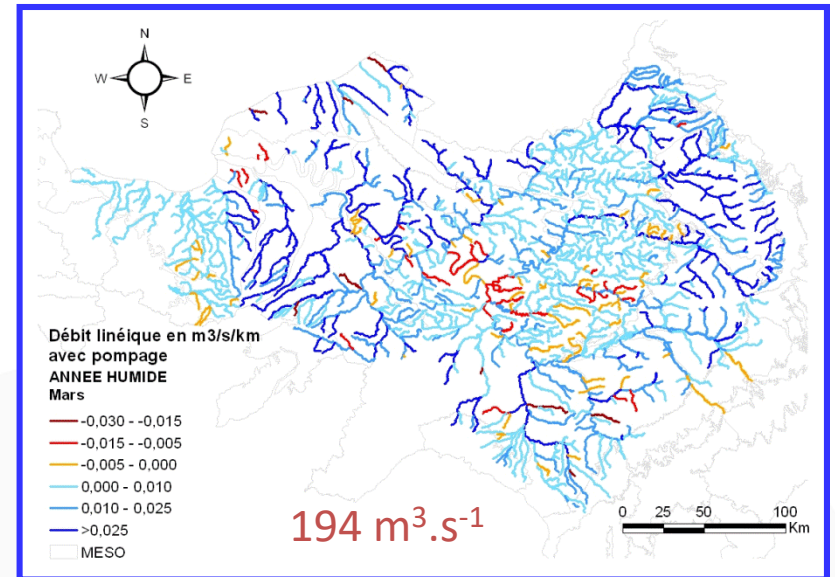 N
W E
S
Débit linéique en m3/s/km
avec pompage
ANNEE HUMIDE
Mars
-0,030 - -0,015
-0,015 - -0,005
-0,005 - 0,000
0,000 - 0,010
0,010 - 0,025
>0,025
MESO
194 m³.s⁻¹
0 25 50 100
Km